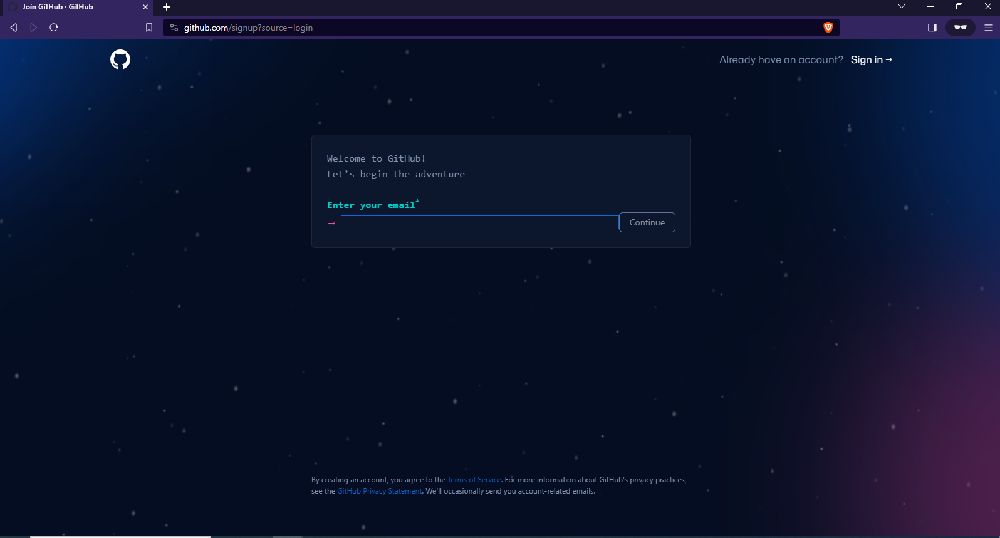 Join GitHub · GitHub
github.com/signup?source=login
Already have an account? Sign in →
Welcome to GitHub!
Let’s begin the adventure
Enter your email*
→
Continue
By creating an account, you agree to the Terms of Service. For more information about GitHub's privacy practices,
see the GitHub Privacy Statement. We'll occasionally send you account-related emails.